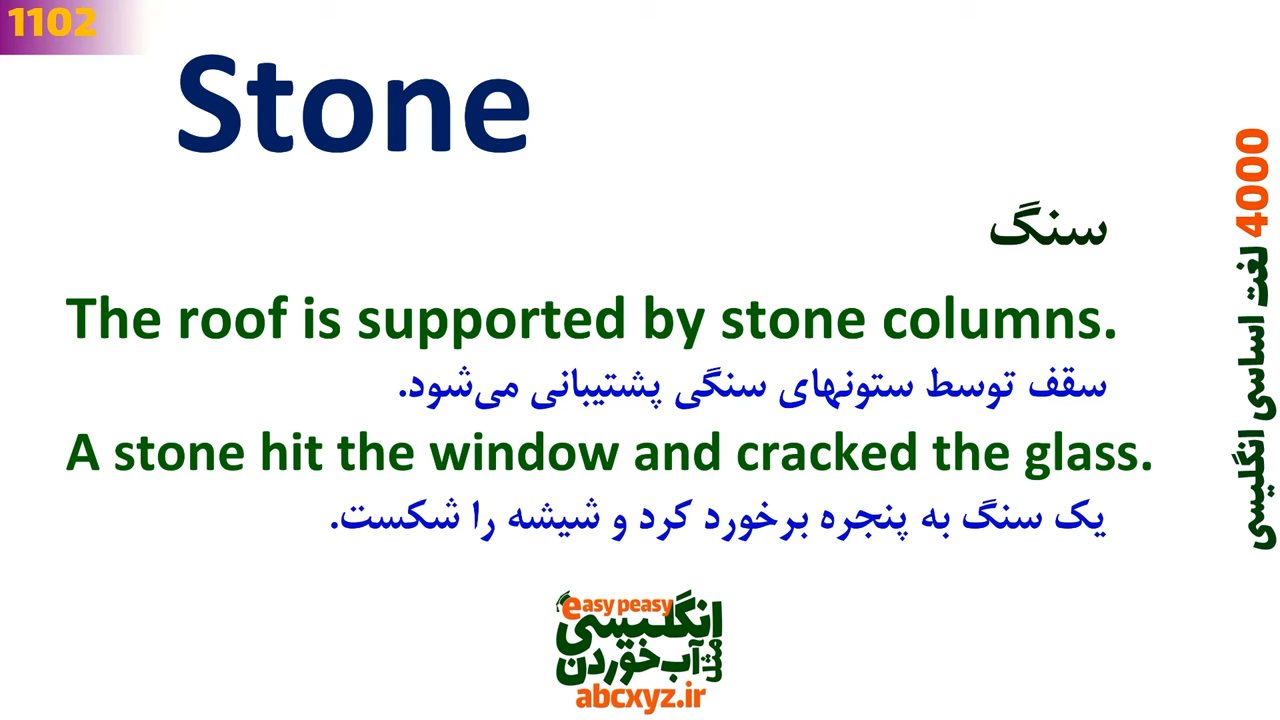 1102
Stone
سنگ
The roof is supported by stone columns.
سقف توسط ستونهای سنگی پشتیبانی می‌شود.
A stone hit the window and cracked the glass.
یک سنگ به پنجره برخورد کرد و شیشه را شکست.
4000 لغت اساسی انگلیسی
easy peasy
انگلیسی
مثل آب خوردن
abcxyz.ir